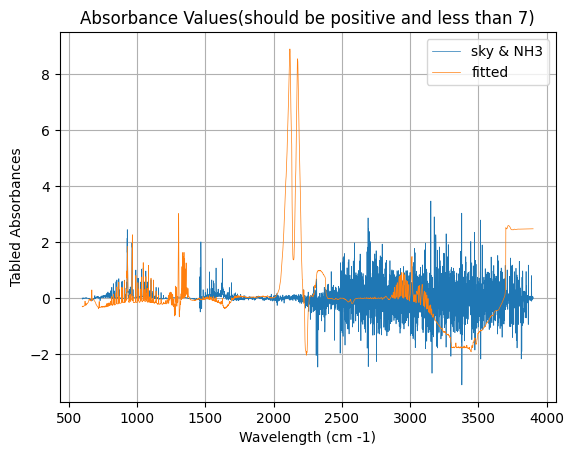 Absorbance Values(should be positive and less than 7)
sky & NH3
fitted
Tabled Absorbances
8
6
4
2
0
−2
500
1000
1500
2000
2500
3000
3500
4000
Wavelength (cm -1)